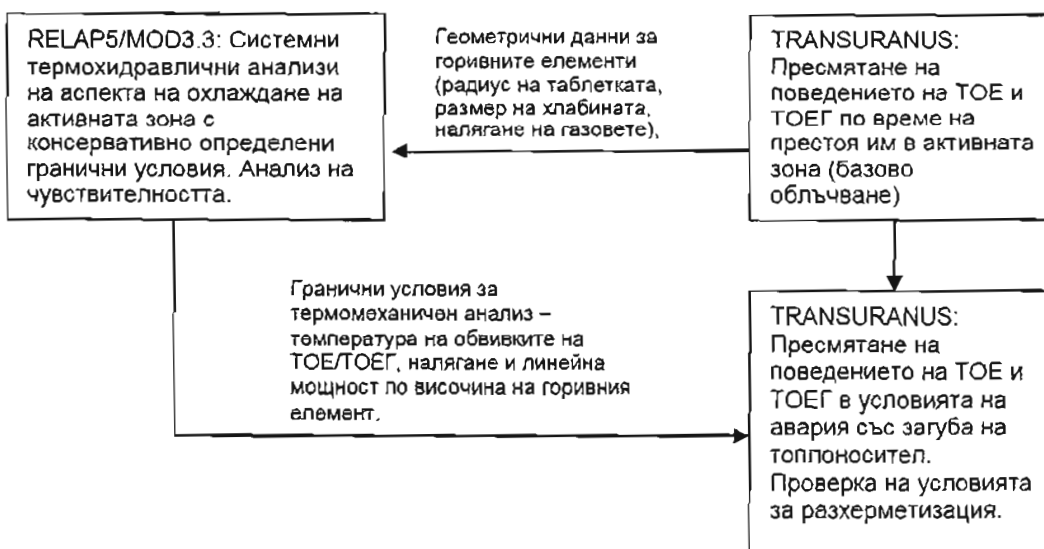 RELAP5/MOD3.3: Системни
термохидравлични анализи
на аспекта на охлаждане на
активната зона с
консервативно определени
гранични условия. Анализ на
чувствителността.
Геометрични данни за
горивните елементи
(радиус на таблетката,
размер на хлабината,
налягане на газовете),
TRANSURANUS:
Пресмятане на
поведението на ТОЕ и
ТОЕГ по време на
престоя им в активната
зона (базово
облъчване)
Гранични условия за
термомеханичен анализ –
температура на обвивките на
ТОЕ/ТОЕГ, налягане и линейна
мощност по височина на горивния
елемент.
TRANSURANUS:
Пресмятане на
поведението на ТОЕ и
ТОЕГ в условията на
авария със загуба на
топлоносител.
Проверка на условията
за разхерметизация.